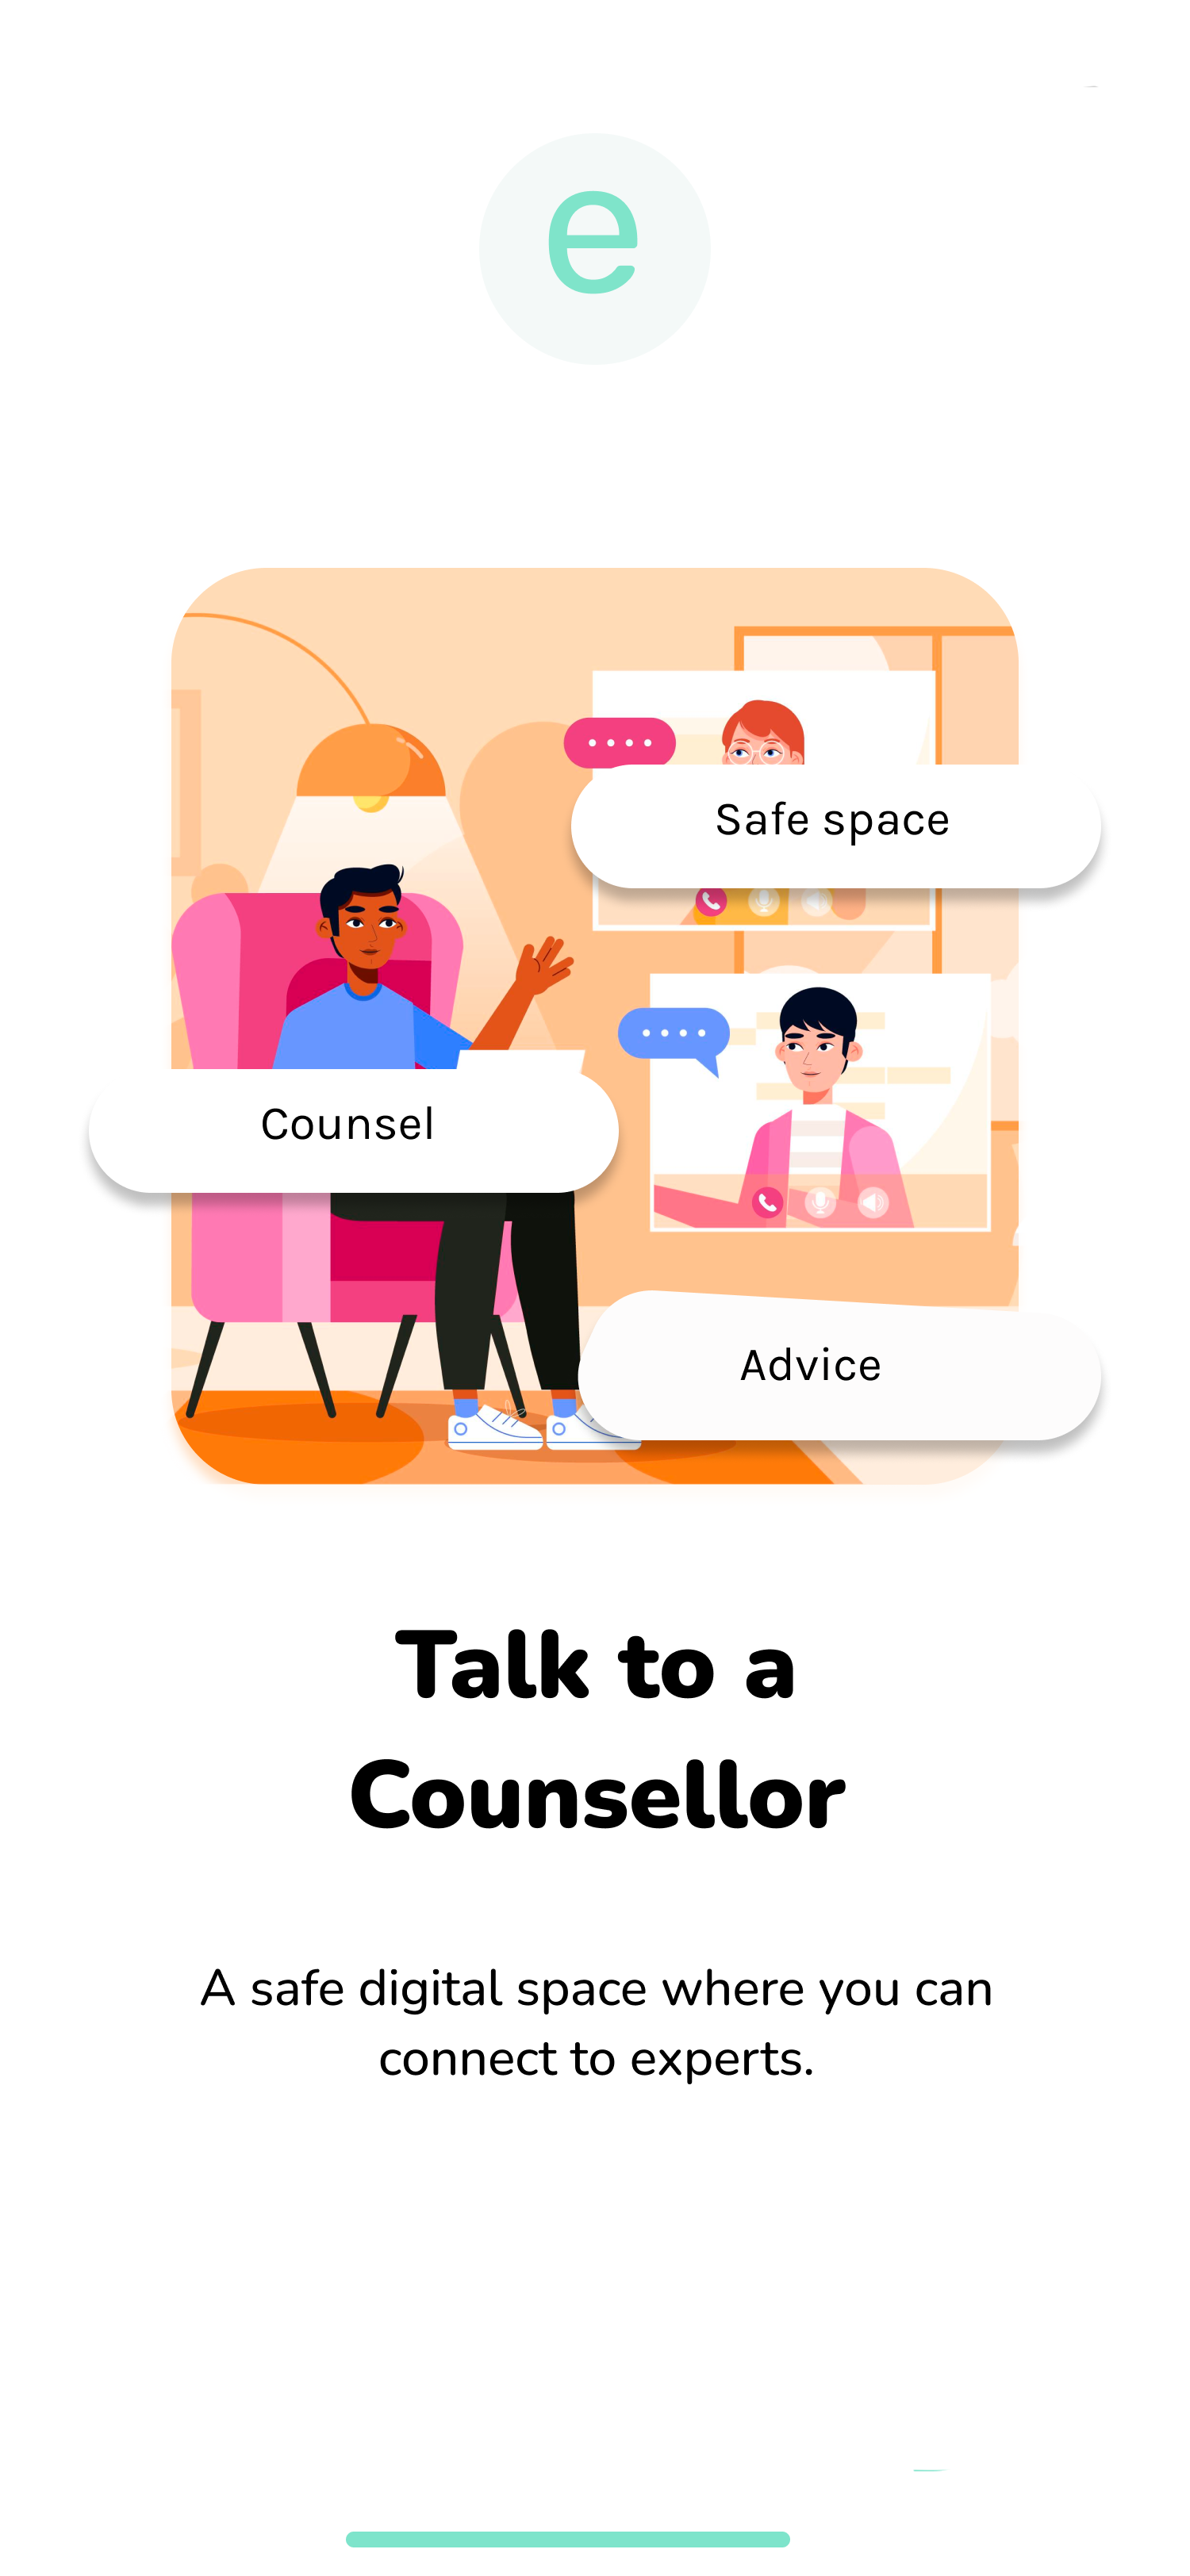 e
Safe space
Counsel
Advice
Talk to a
Counsellor
A safe digital space where you can
connect to experts.